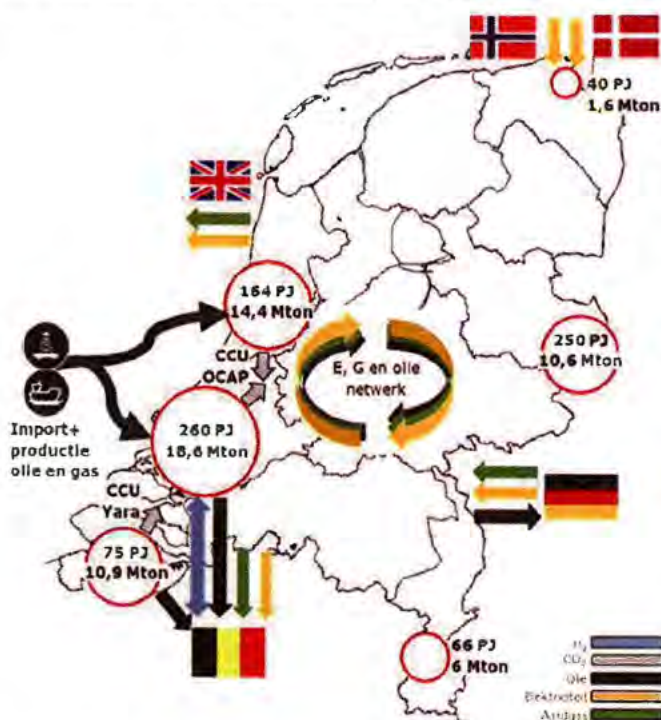 40 PJ
1,6 Mton
164 PJ
14,4 Mton
CCU
OCAP
E, G en olie
netwerk
250 PJ
10,6 Mton
Import+
productie
olie en gas
260 PJ
18,6 Mton
CCU
Yara
75 PJ
10,9 Mton
66 PJ
6 Mton
H₂
CO₂
Olie
Elektriciteit
Aardgas